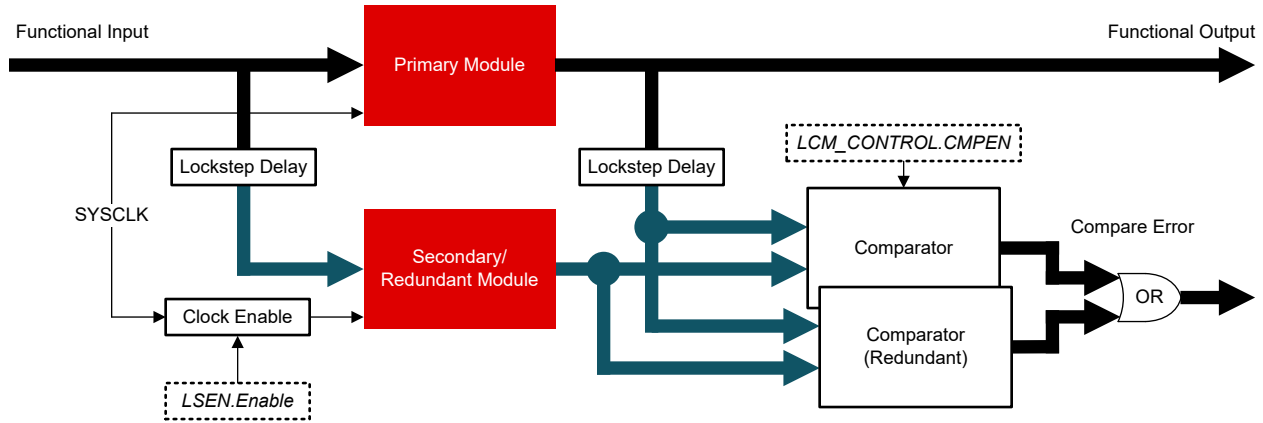 Functional Input
Functional Output
Primary Module
LCM_CONTROL.CMPEN
Lockstep Delay
Lockstep Delay
SYSCLK
Secondary/
Redundant Module
Comparator
Compare Error
Clock Enable
OR
Comparator
(Redundant)
LSEN.Enable